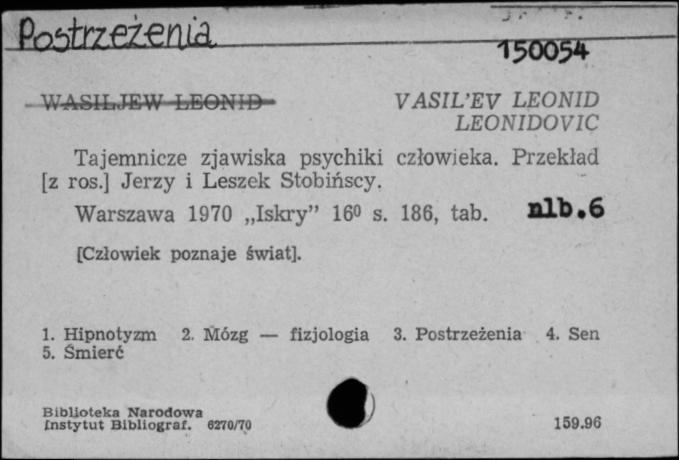 Postrzeżenia
150054
WASILJEW LEONID
VASIL'EV LEONID
LEONIDOVIC
Tajemnicze zjawiska psychiki człowieka. Przekład
[z ros.] Jerzy i Leszek Stobińscy.
Warszawa 1970 „Iskry” 16⁰ s. 186, tab. nlb.6
[Człowiek poznaje świat].
1. Hipnotyzm 2. Mózg — fizjologia 3. Postrzeżenia 4. Sen
5. Śmierć
Biblioteka Narodowa
Instytut Bibliograf. 6270/70
159.96